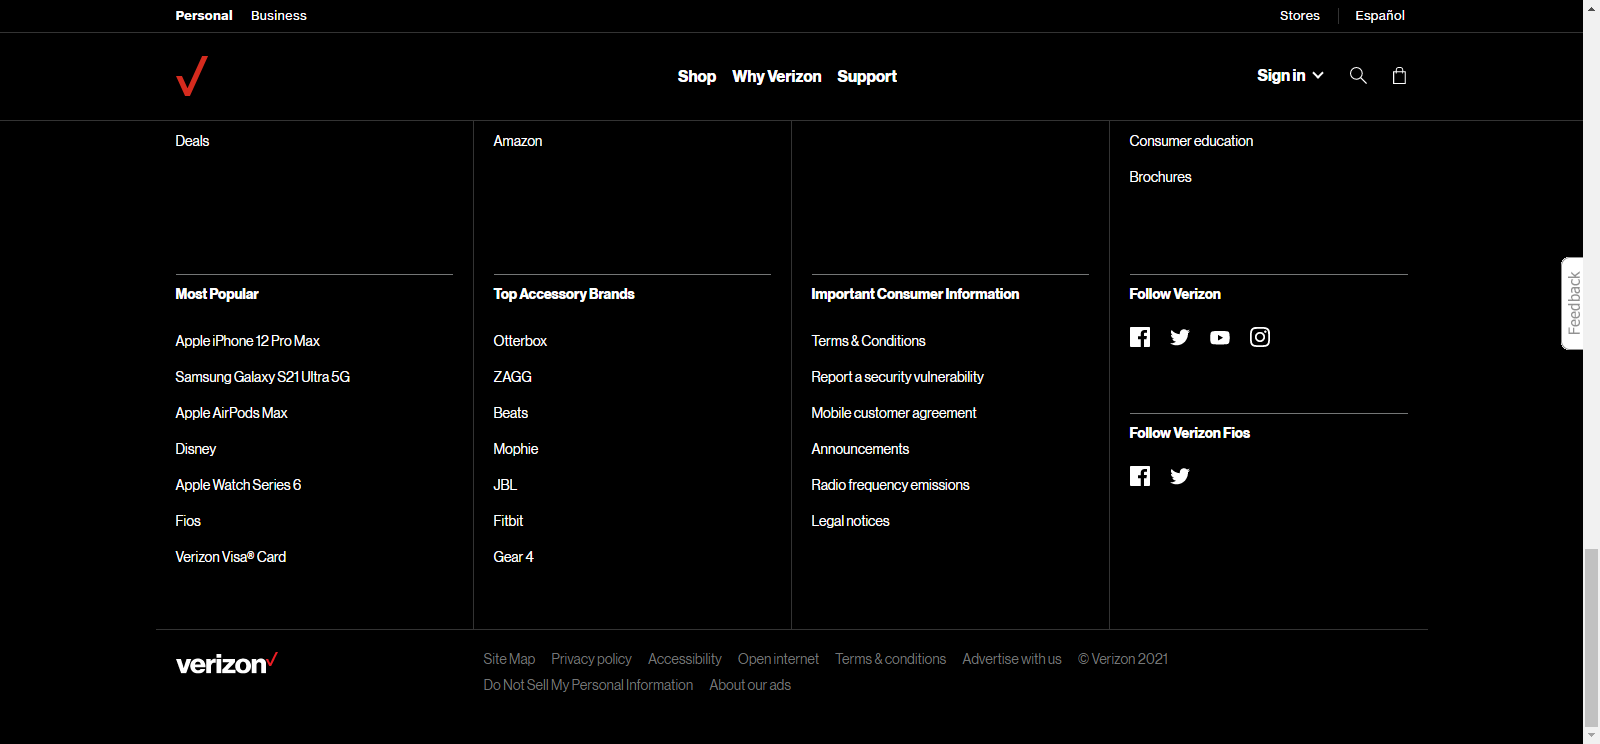 Personal Business Stores Español
Shop Why Verizon Support Sign in
Deals
Amazon
Consumer education
Brochures
Most Popular
Apple iPhone 12 Pro Max
Samsung Galaxy S21 Ultra 5G
Apple AirPods Max
Disney
Apple Watch Series 6
Fios
Verizon Visa® Card
Top Accessory Brands
Otterbox
ZAGG
Beats
Mophie
JBL
Fitbit
Gear 4
Important Consumer Information
Terms & Conditions
Report a security vulnerability
Mobile customer agreement
Announcements
Radio frequency emissions
Legal notices
Follow Verizon
Follow Verizon Fios
Feedback
verizon
Site Map Privacy policy Accessibility Open internet Terms & conditions Advertise with us © Verizon 2021
Do Not Sell My Personal Information About our ads